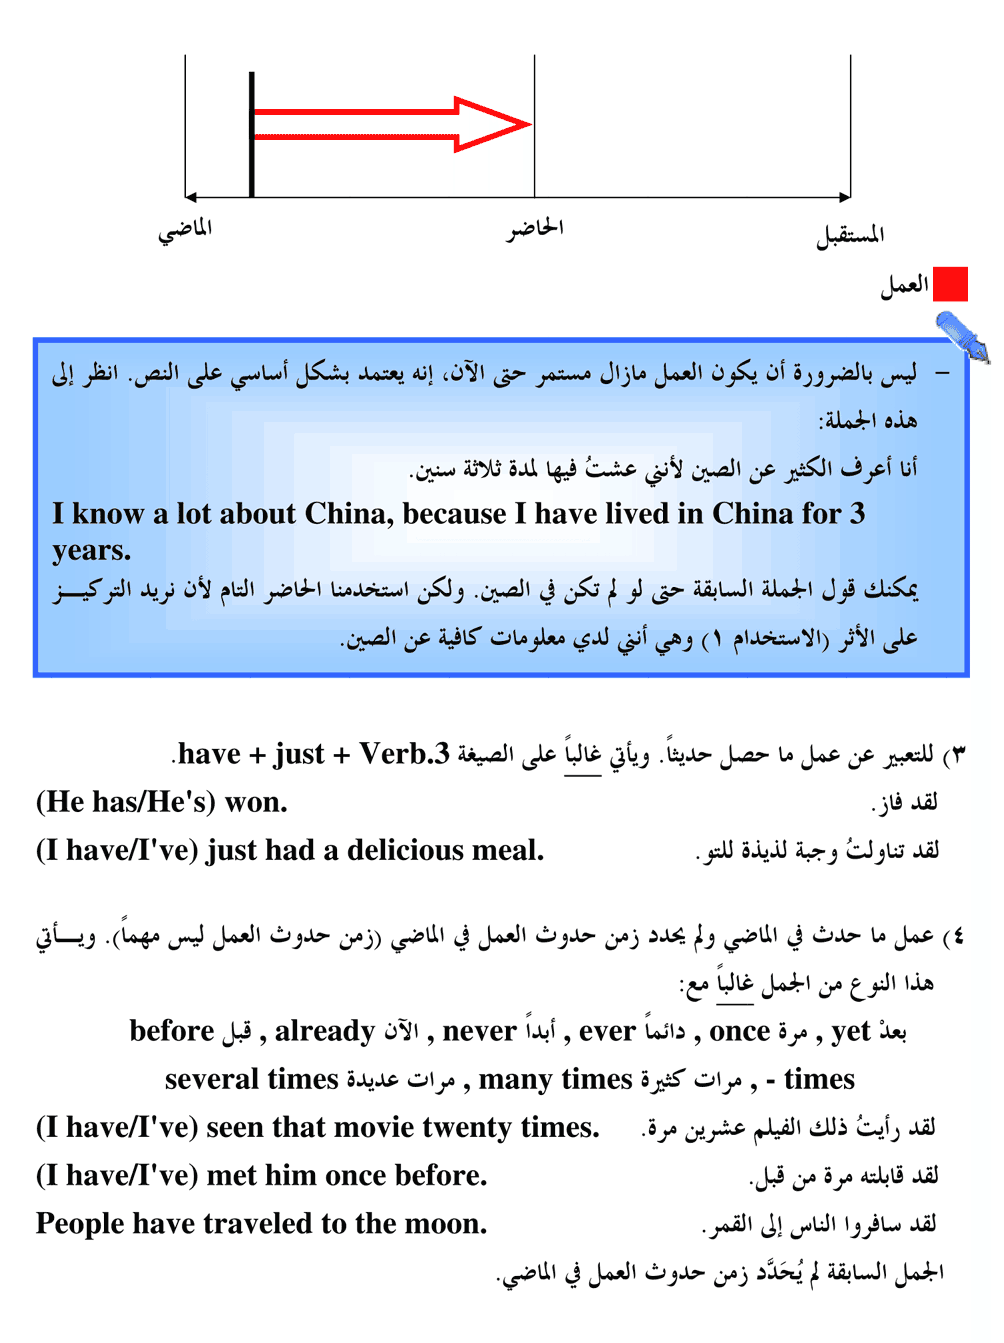 الماضي الحاضر المستقبل
العمل
– ليس بالضرورة أن يكون العمل مازال مستمر حتى الآن، إنه يعتمد بشكل أساسي على النص. انظر إلى
هذه الجملة:
أنا أعرف الكثير عن الصين لأنني عشتُ فيها لمدة ثلاثة سنين.
I know a lot about China, because I have lived in China for 3
years.
يمكنك قول الجملة السابقة حتى لو لم تكن في الصين. ولكن استخدمنا الحاضر التام لأن نريد التركيـــز
على الأثر (الاستخدام ١) وهي أنني لدي معلومات كافية عن الصين.
٣) للتعبير عن عمل ما حصل حديثاً. ويأتي غالباً على الصيغة have + just + Verb.3.
(He has/He's) won. لقد فاز.
(I have/I've) just had a delicious meal. لقد تناولتُ وجبة لذيذة للتو.
٤) عمل ما حدث في الماضي ولم يحدد زمن حدوث العمل في الماضي (زمن حدوث العمل ليس مهماً). ويـــأتي
هذا النوع من الجمل غالباً مع:
before قبل , already الآن , never أبداً , ever دائماً , once مرة , yet بعدْ
several times مرات عديدة , many times مرات كثيرة , - times
(I have/I've) seen that movie twenty times. لقد رأيتُ ذلك الفيلم عشرين مرة.
(I have/I've) met him once before. لقد قابلته مرة من قبل.
People have traveled to the moon. لقد سافروا الناس إلى القمر.
الجمل السابقة لم يُحَدَّد زمن حدوث العمل في الماضي.